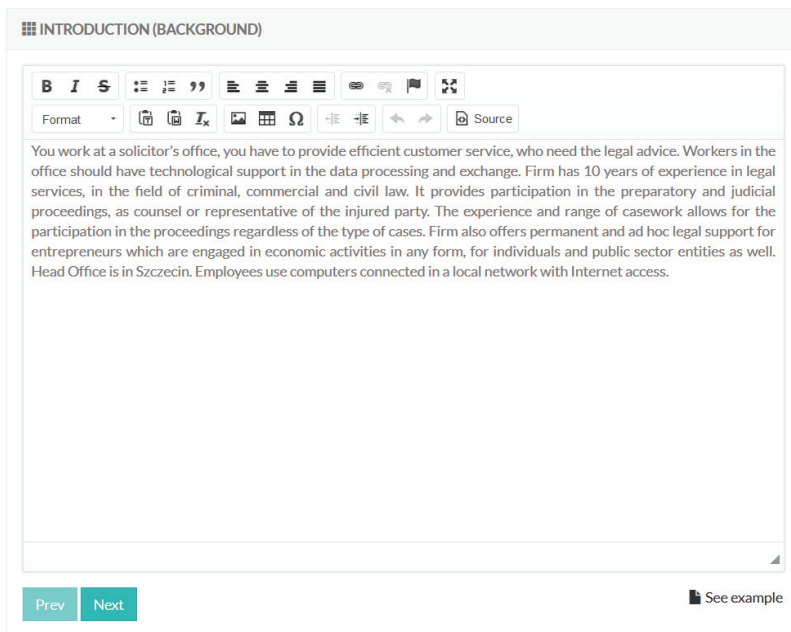 INTRODUCTION (BACKGROUND)
B I S
Format Source
You work at a solicitor's office, you have to provide efficient customer service, who need the legal advice. Workers in the
office should have technological support in the data processing and exchange. Firm has 10 years of experience in legal
services, in the field of criminal, commercial and civil law. It provides participation in the preparatory and judicial
proceedings, as counsel or representative of the injured party. The experience and range of casework allows for the
participation in the proceedings regardless of the type of cases. Firm also offers permanent and ad hoc legal support for
entrepreneurs which are engaged in economic activities in any form, for individuals and public sector entities as well.
Head Office is in Szczecin. Employees use computers connected in a local network with Internet access.
Prev Next See example